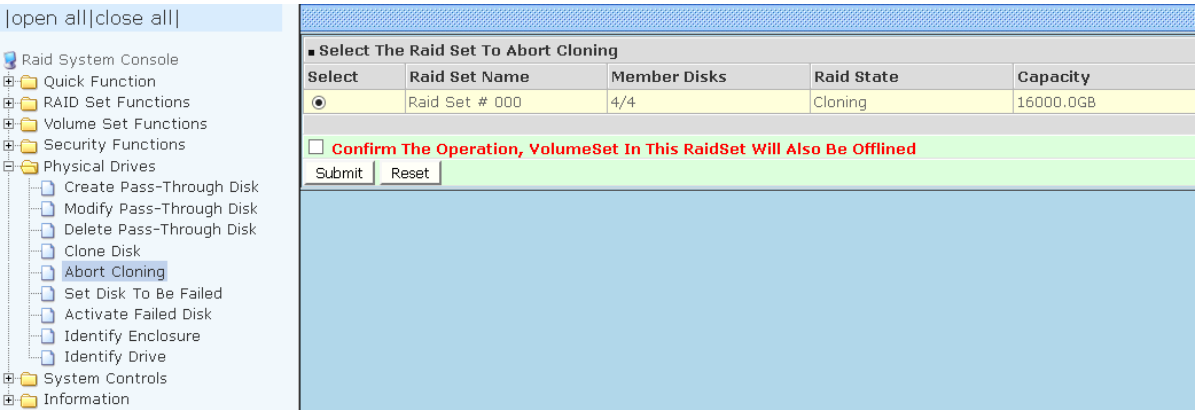 |open all|close all|
Raid System Console
Quick Function
RAID Set Functions
Volume Set Functions
Security Functions
Physical Drives
Create Pass-Through Disk
Modify Pass-Through Disk
Delete Pass-Through Disk
Clone Disk
Abort Cloning
Set Disk To Be Failed
Activate Failed Disk
Identify Enclosure
Identify Drive
System Controls
Information
Select The Raid Set To Abort Cloning
Select Raid Set Name Member Disks Raid State Capacity
Raid Set # 000 4/4 Cloning 16000.0GB
Confirm The Operation, VolumeSet In This RaidSet Will Also Be Offlined
Submit Reset